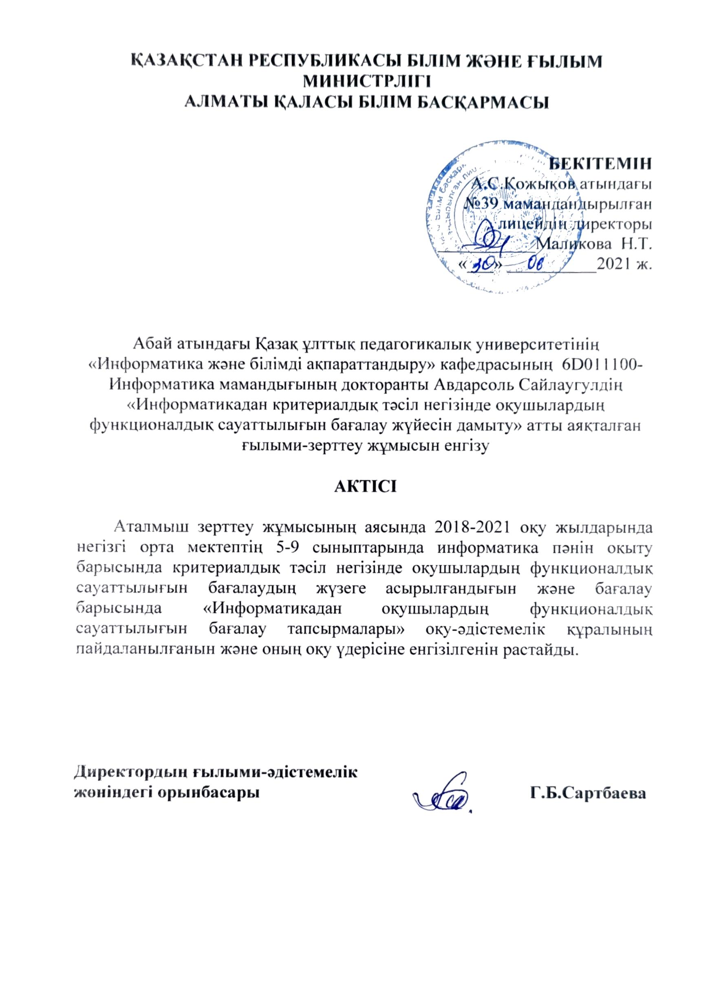 ҚАЗАҚСТАН РЕСПУБЛИКАСЫ БІЛІМ ЖӘНЕ ҒЫЛЫМ
МИНИСТРЛІГІ
АЛМАТЫ ҚАЛАСЫ БІЛІМ БАСҚАРМАСЫ
БЕКІТЕМІН
А.С.Қожықов атындағы
№39 мамандандырылған
лицейдің директоры
Маликова Н.Т.
«30» 06 2021 ж.
Абай атындағы Қазақ ұлттық педагогикалық университетінің
«Информатика және білімді ақпараттандыру» кафедрасының 6D011100-
Информатика мамандығының докторанты Авдарсоль Сайлаугулдің
«Информатикадан критериалдық тәсіл негізінде оқушылардың
функционалдық сауаттылығын бағалау жүйесін дамыту» атты аяқталған
ғылыми-зерттеу жұмысын енгізу
АКТІСІ
Аталмыш зерттеу жұмысының аясында 2018-2021 оқу жылдарында
негізгі орта мектептің 5-9 сыныптарында информатика пәнін оқыту
барысында критериалдық тәсіл негізінде оқушылардың функционалдық
сауаттылығын бағалаудың жүзеге асырылғандығын және бағалау
барысында «Информатикадан оқушылардың функционалдық
сауаттылығын бағалау тапсырмалары» оқу-әдістемелік құралының
пайдаланылғанын және оның оқу үдерісіне енгізілгенін растайды.
Директордың ғылыми-әдістемелік
жөніндегі орынбасары Г.Б.Сартбаева